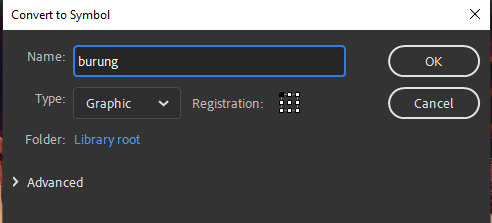 Convert to Symbol
Name: burung OK
Type: Graphic Registration: Cancel
Folder: Library root
Advanced